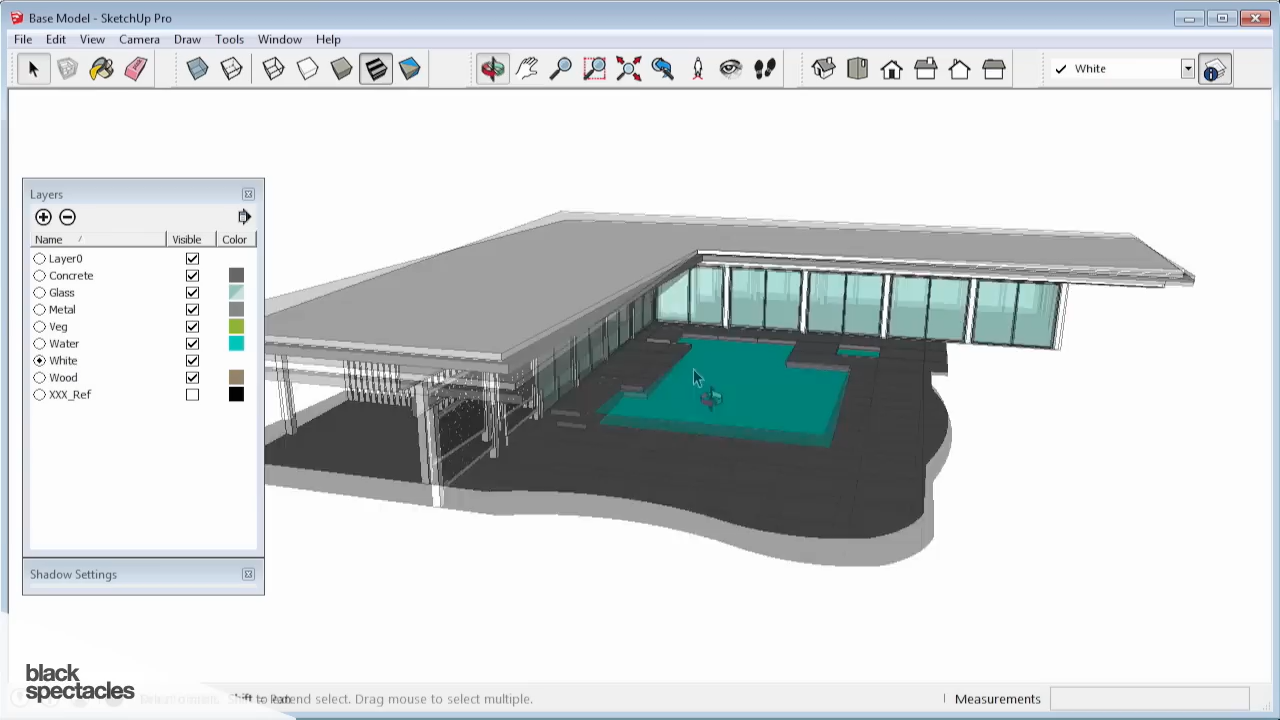 Base Model - SketchUp Pro
File Edit View Camera Draw Tools Window Help
White
Layers
Name Visible Color
Layer0
Concrete
Glass
Metal
Veg
Water
White
Wood
XXX_Ref
Shadow Settings
black
spectacles
to extend select. Drag mouse to select multiple.
Measurements